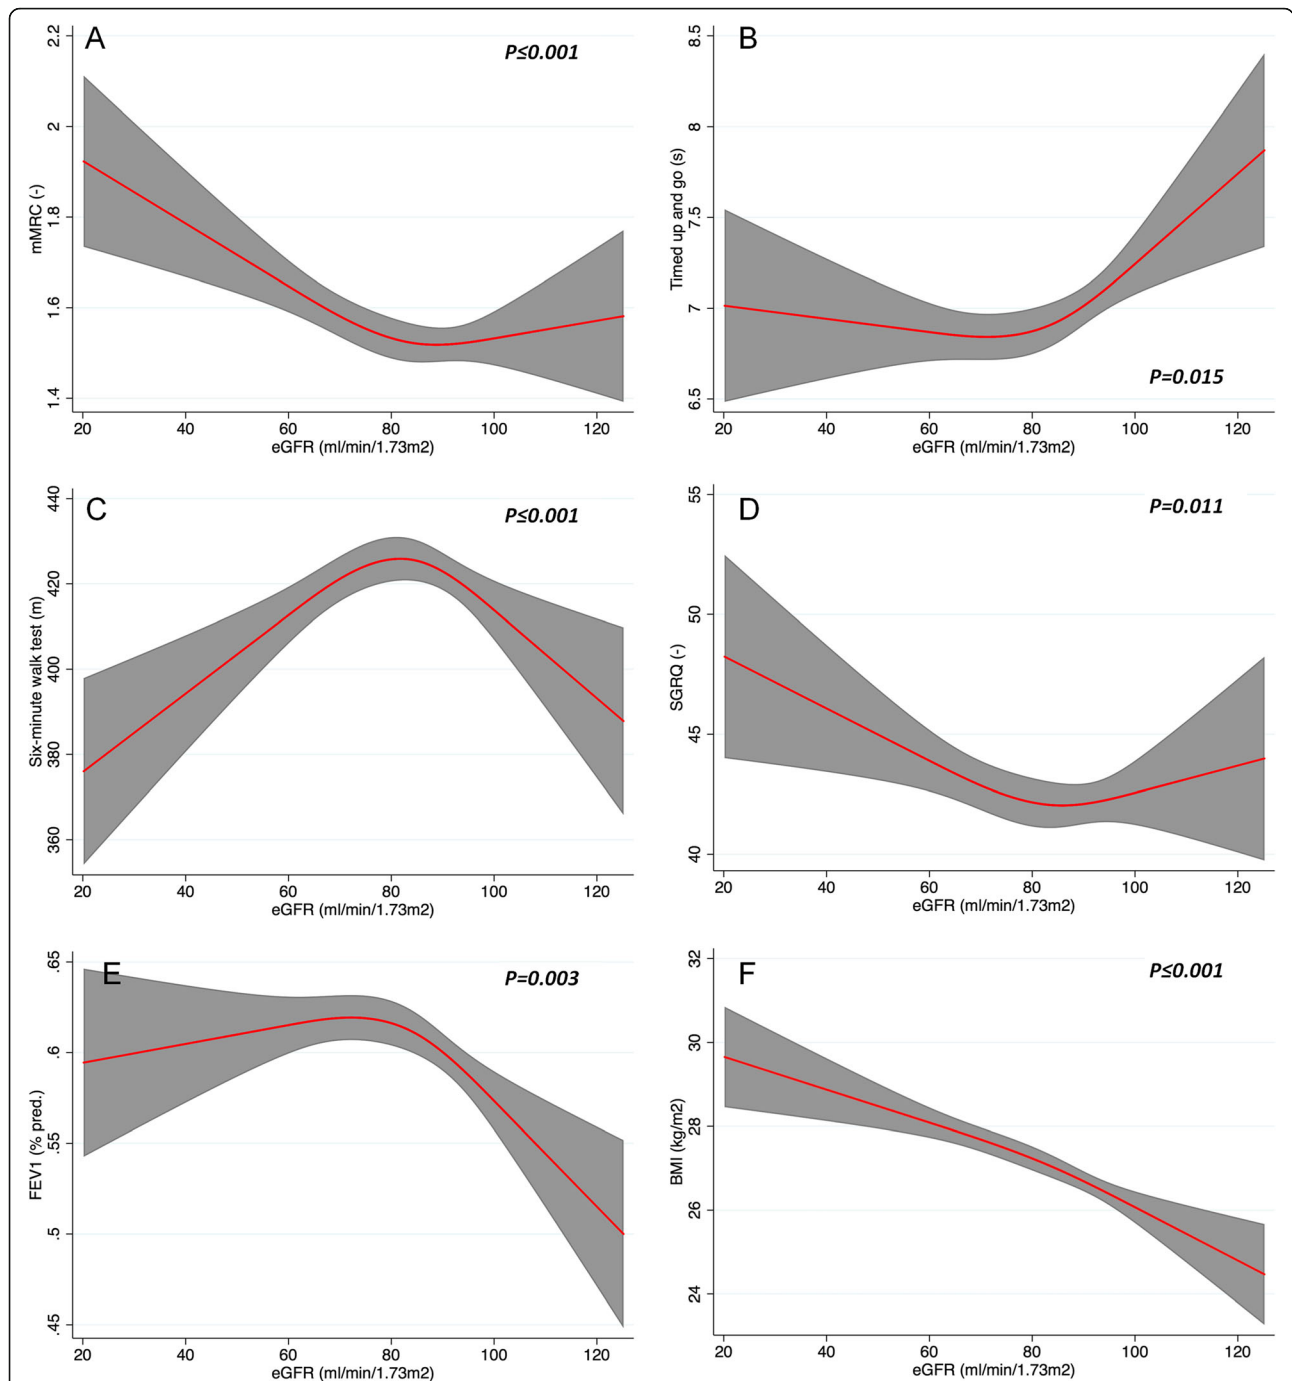 A
P≤0.001
mMRC (-)
2.2
2
1.8
1.6
1.4
20 40 60 80 100 120
eGFR (ml/min/1.73m2)
B
P=0.015
Timed up and go (s)
8.5
8
7.5
7
6.5
20 40 60 80 100 120
eGFR (ml/min/1.73m2)
C
P≤0.001
Six-minute walk test (m)
440
420
400
380
360
20 40 60 80 100 120
eGFR (ml/min/1.73m2)
D
P=0.011
SGRQ (-)
55
50
45
40
20 40 60 80 100 120
eGFR (ml/min/1.73m2)
E
P=0.003
FEV1 (% pred.)
.65
.6
.55
.5
.45
20 40 60 80 100 120
eGFR (ml/min/1.73m2)
F
P≤0.001
BMI (kg/m2)
32
30
28
26
24
20 40 60 80 100 120
eGFR (ml/min/1.73m2)